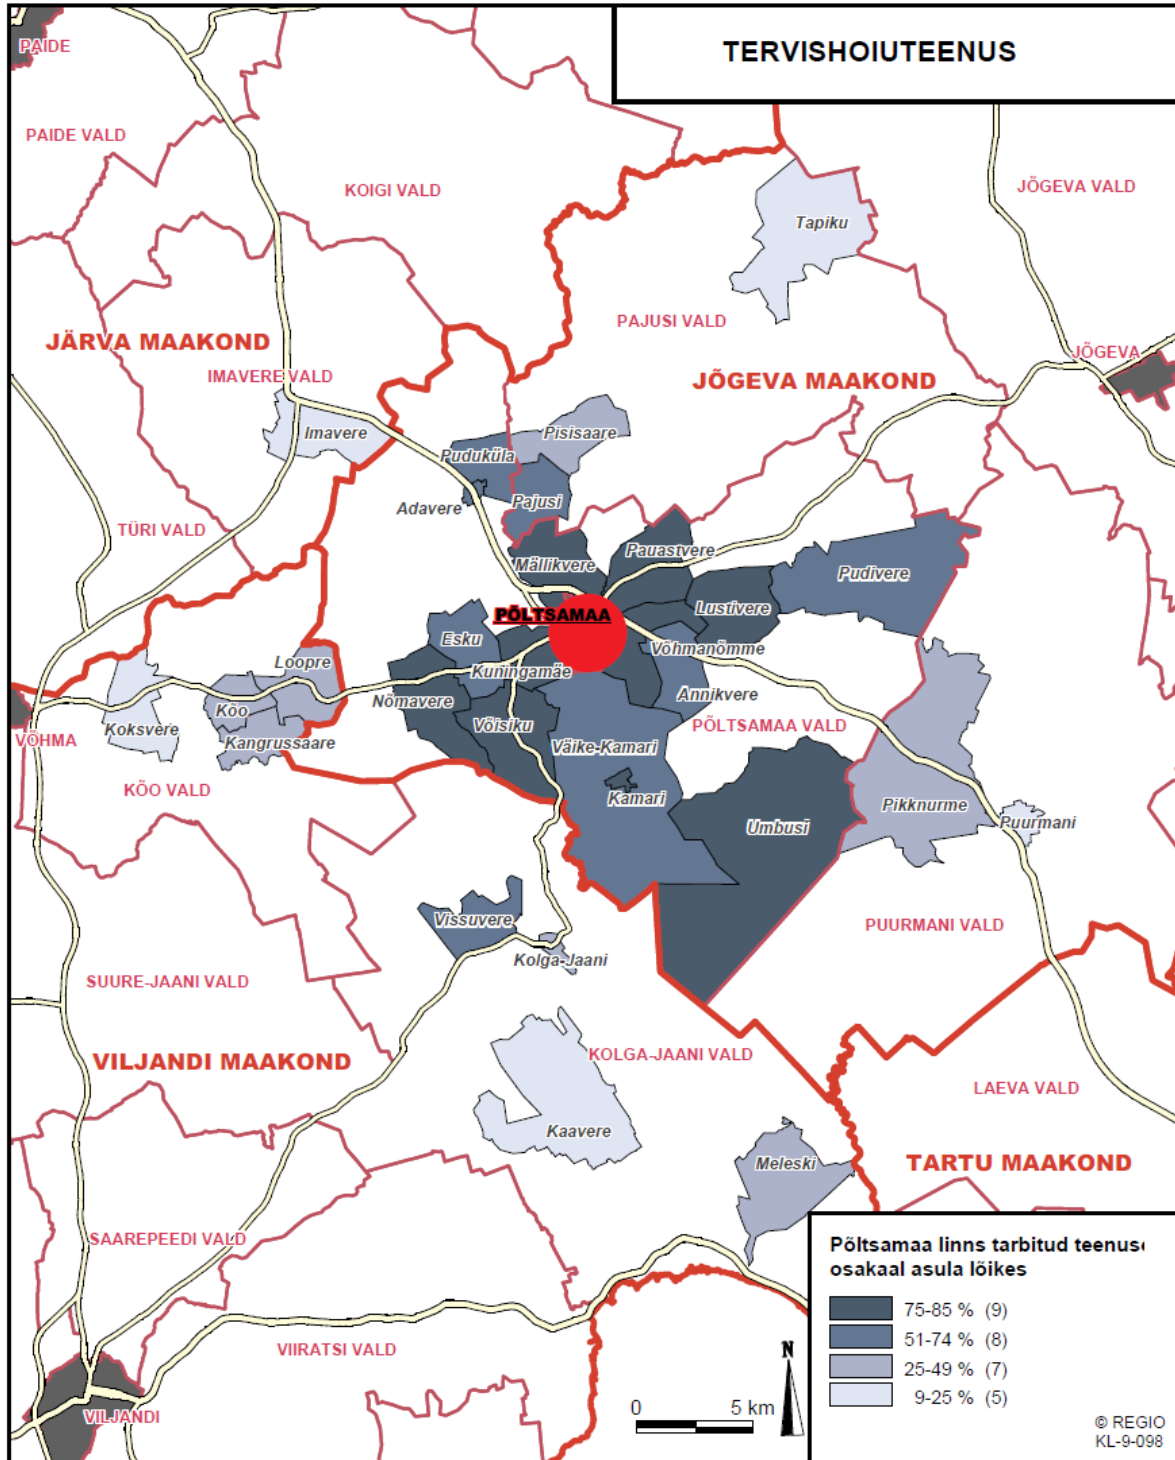 TERVISHOIUTEENUS
PAIDE
PAIDE VALD
KOIGI VALD
JÕGEVA VALD
Tapiku
PAJUSI VALD
JÄRVA MAAKOND
JÕGEVA
IMAVERE VALD
JÕGEVA MAAKOND
Imavere
Pisisaare
Puduküla
Adavere
Pajusi
TÜRI VALD
Mällikvere
Pauastvere
Pudivere
PÕLTSAMAA
Lustivere
Esku
Võhmanõmme
Loopre
Kuningamäe
Annikvere
Nõmavere
Kõo
Koksvere
Võisiku
PÕLTSAMAA VALD
VÕHMA
Kangrussaare
Väike-Kamari
KÕO VALD
Kamari
Pikknurme
Puurmani
Umbusi
Vissuvere
PUURMANI VALD
Kolga-Jaani
SUURE-JAANI VALD
VILJANDI MAAKOND
KOLGA-JAANI VALD
LAEVA VALD
Kaavere
Meleski
TARTU MAAKOND
SAAREPEEDI VALD
VIIRATSI VALD
VILJANDI
Põltsamaa linns tarbitud teenuse
osakaal asula lõikes
75-85 % (9)
51-74 % (8)
25-49 % (7)
9-25 % (5)
N
0 5 km
© REGIO
KL-9-098